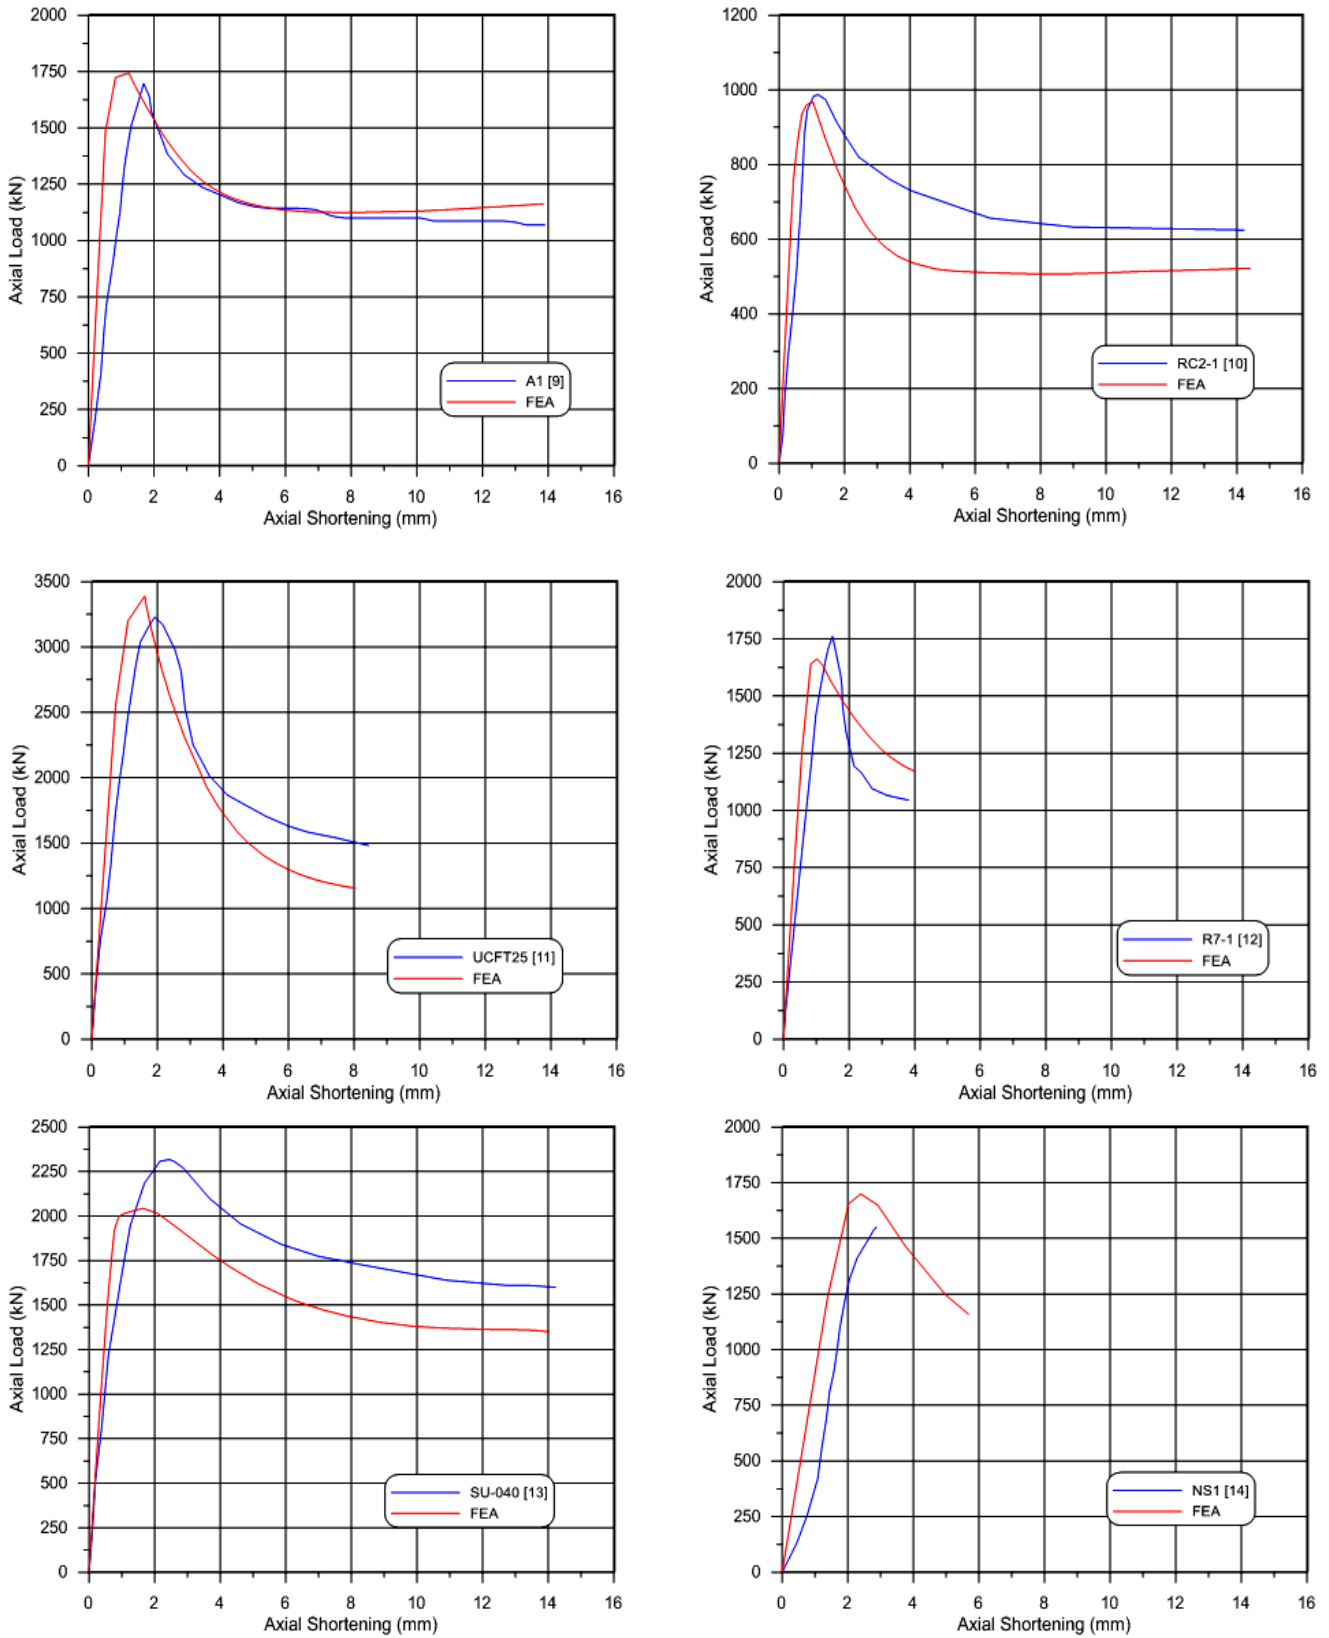 2000
1750
1500
1250
1000
750
500
250
0
Axial Load (kN)
A1 [9]
FEA
0 2 4 6 8 10 12 14 16
Axial Shortening (mm)
1200
1000
800
600
400
200
0
Axial Load (kN)
RC2-1 [10]
FEA
0 2 4 6 8 10 12 14 16
Axial Shortening (mm)
3500
3000
2500
2000
1500
1000
500
0
Axial Load (kN)
UCFT25 [11]
FEA
0 2 4 6 8 10 12 14 16
Axial Shortening (mm)
2000
1750
1500
1250
1000
750
500
250
0
Axial Load (kN)
R7-1 [12]
FEA
0 2 4 6 8 10 12 14 16
Axial Shortening (mm)
2500
2250
2000
1750
1500
1250
1000
750
500
250
0
Axial Load (kN)
SU-040 [13]
FEA
0 2 4 6 8 10 12 14 16
Axial Shortening (mm)
2000
1750
1500
1250
1000
750
500
250
0
Axial Load (kN)
NS1 [14]
FEA
0 2 4 6 8 10 12 14 16
Axial Shortening (mm)